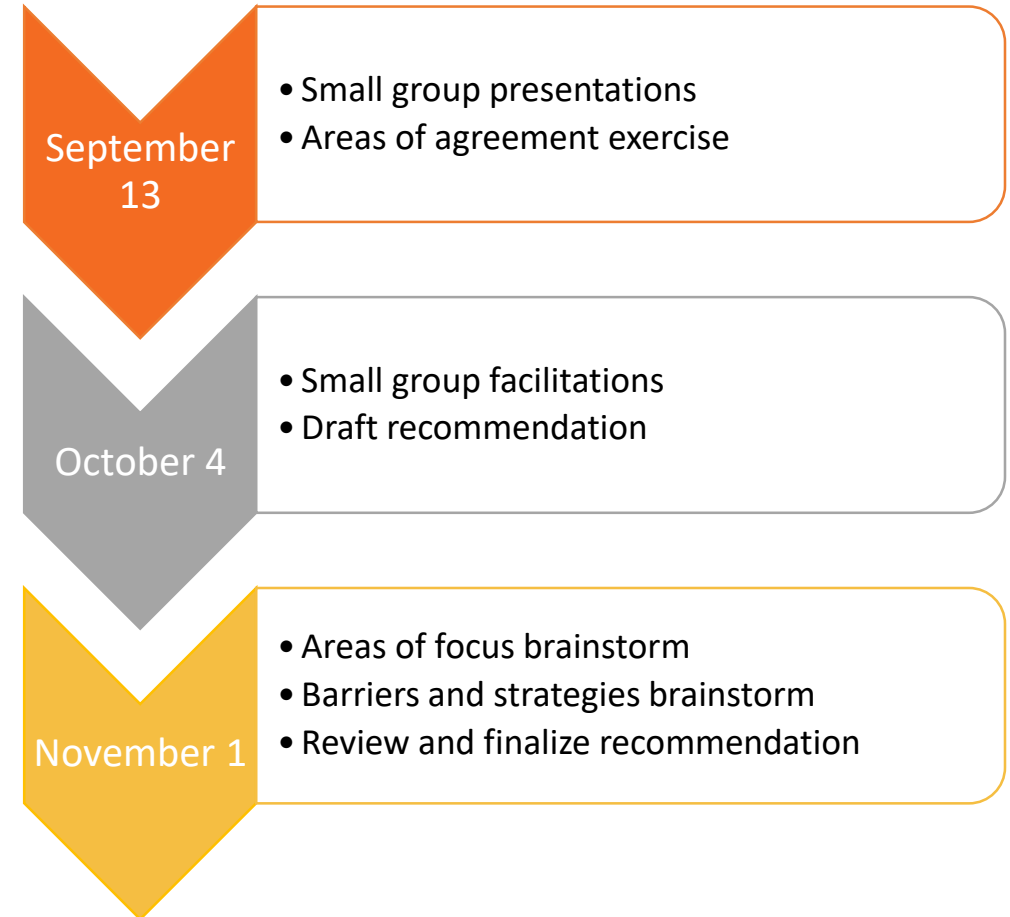 September
13
• Small group presentations
• Areas of agreement exercise
October 4
• Small group facilitations
• Draft recommendation
November 1
• Areas of focus brainstorm
• Barriers and strategies brainstorm
• Review and finalize recommendation